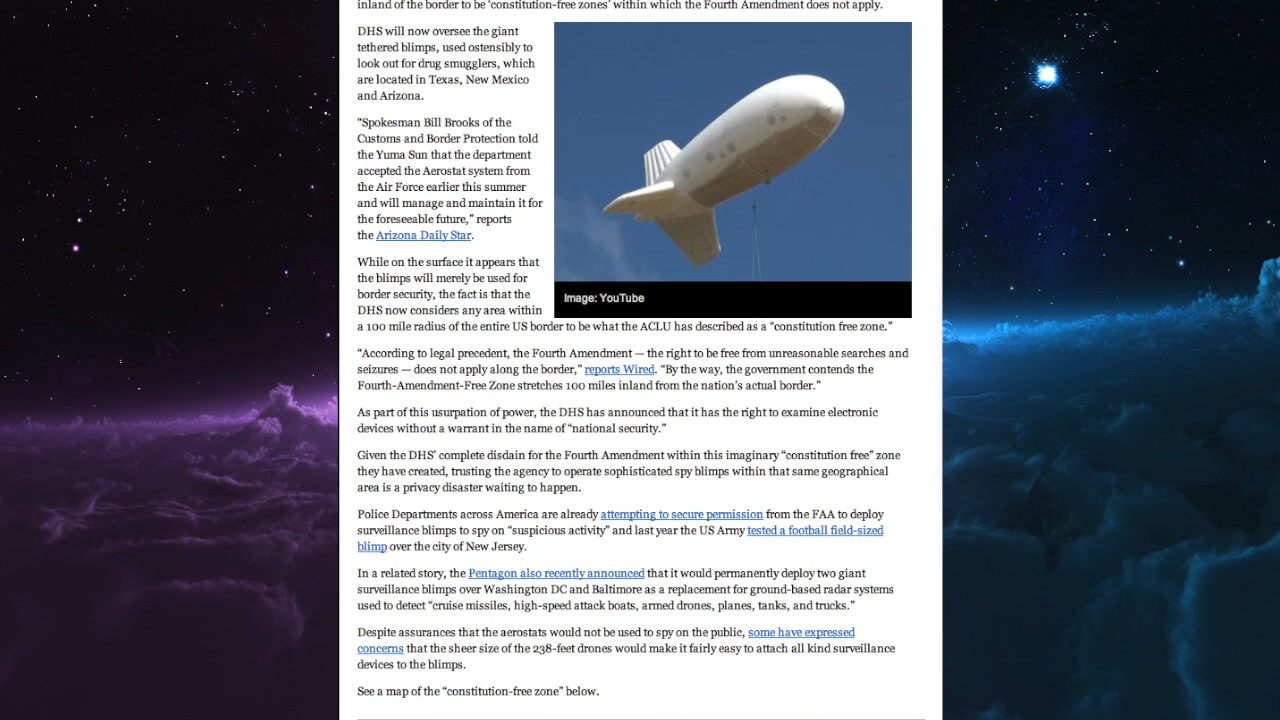 inland of the border to be ‘constitution-free zones’ within which the Fourth Amendment does not apply.
DHS will now oversee the giant
tethered blimps, used ostensibly to
look out for drug smugglers, which
are located in Texas, New Mexico
and Arizona.
“Spokesman Bill Brooks of the
Customs and Border Protection told
the Yuma Sun that the department
accepted the Aerostat system from
the Air Force earlier this summer
and will manage and maintain it for
the foreseeable future,” reports
the Arizona Daily Star.
While on the surface it appears that
the blimps will merely be used for
border security, the fact is that the
DHS now considers any area within
Image: YouTube
a 100 mile radius of the entire US border to be what the ACLU has described as a “constitution free zone.”
“According to legal precedent, the Fourth Amendment — the right to be free from unreasonable searches and
seizures — does not apply along the border,” reports Wired. “By the way, the government contends the
Fourth-Amendment-Free Zone stretches 100 miles inland from the nation’s actual border.”
As part of this usurpation of power, the DHS has announced that it has the right to examine electronic
devices without a warrant in the name of “national security.”
Given the DHS’ complete disdain for the Fourth Amendment within this imaginary “constitution free” zone
they have created, trusting the agency to operate sophisticated spy blimps within that same geographical
area is a privacy disaster waiting to happen.
Police Departments across America are already attempting to secure permission from the FAA to deploy
surveillance blimps to spy on “suspicious activity” and last year the US Army tested a football field-sized
blimp over the city of New Jersey.
In a related story, the Pentagon also recently announced that it would permanently deploy two giant
surveillance blimps over Washington DC and Baltimore as a replacement for ground-based radar systems
used to detect “cruise missiles, high-speed attack boats, armed drones, planes, tanks, and trucks.”
Despite assurances that the aerostats would not be used to spy on the public, some have expressed
concerns that the sheer size of the 238-feet drones would make it fairly easy to attach all kind surveillance
devices to the blimps.
See a map of the “constitution-free zone” below.